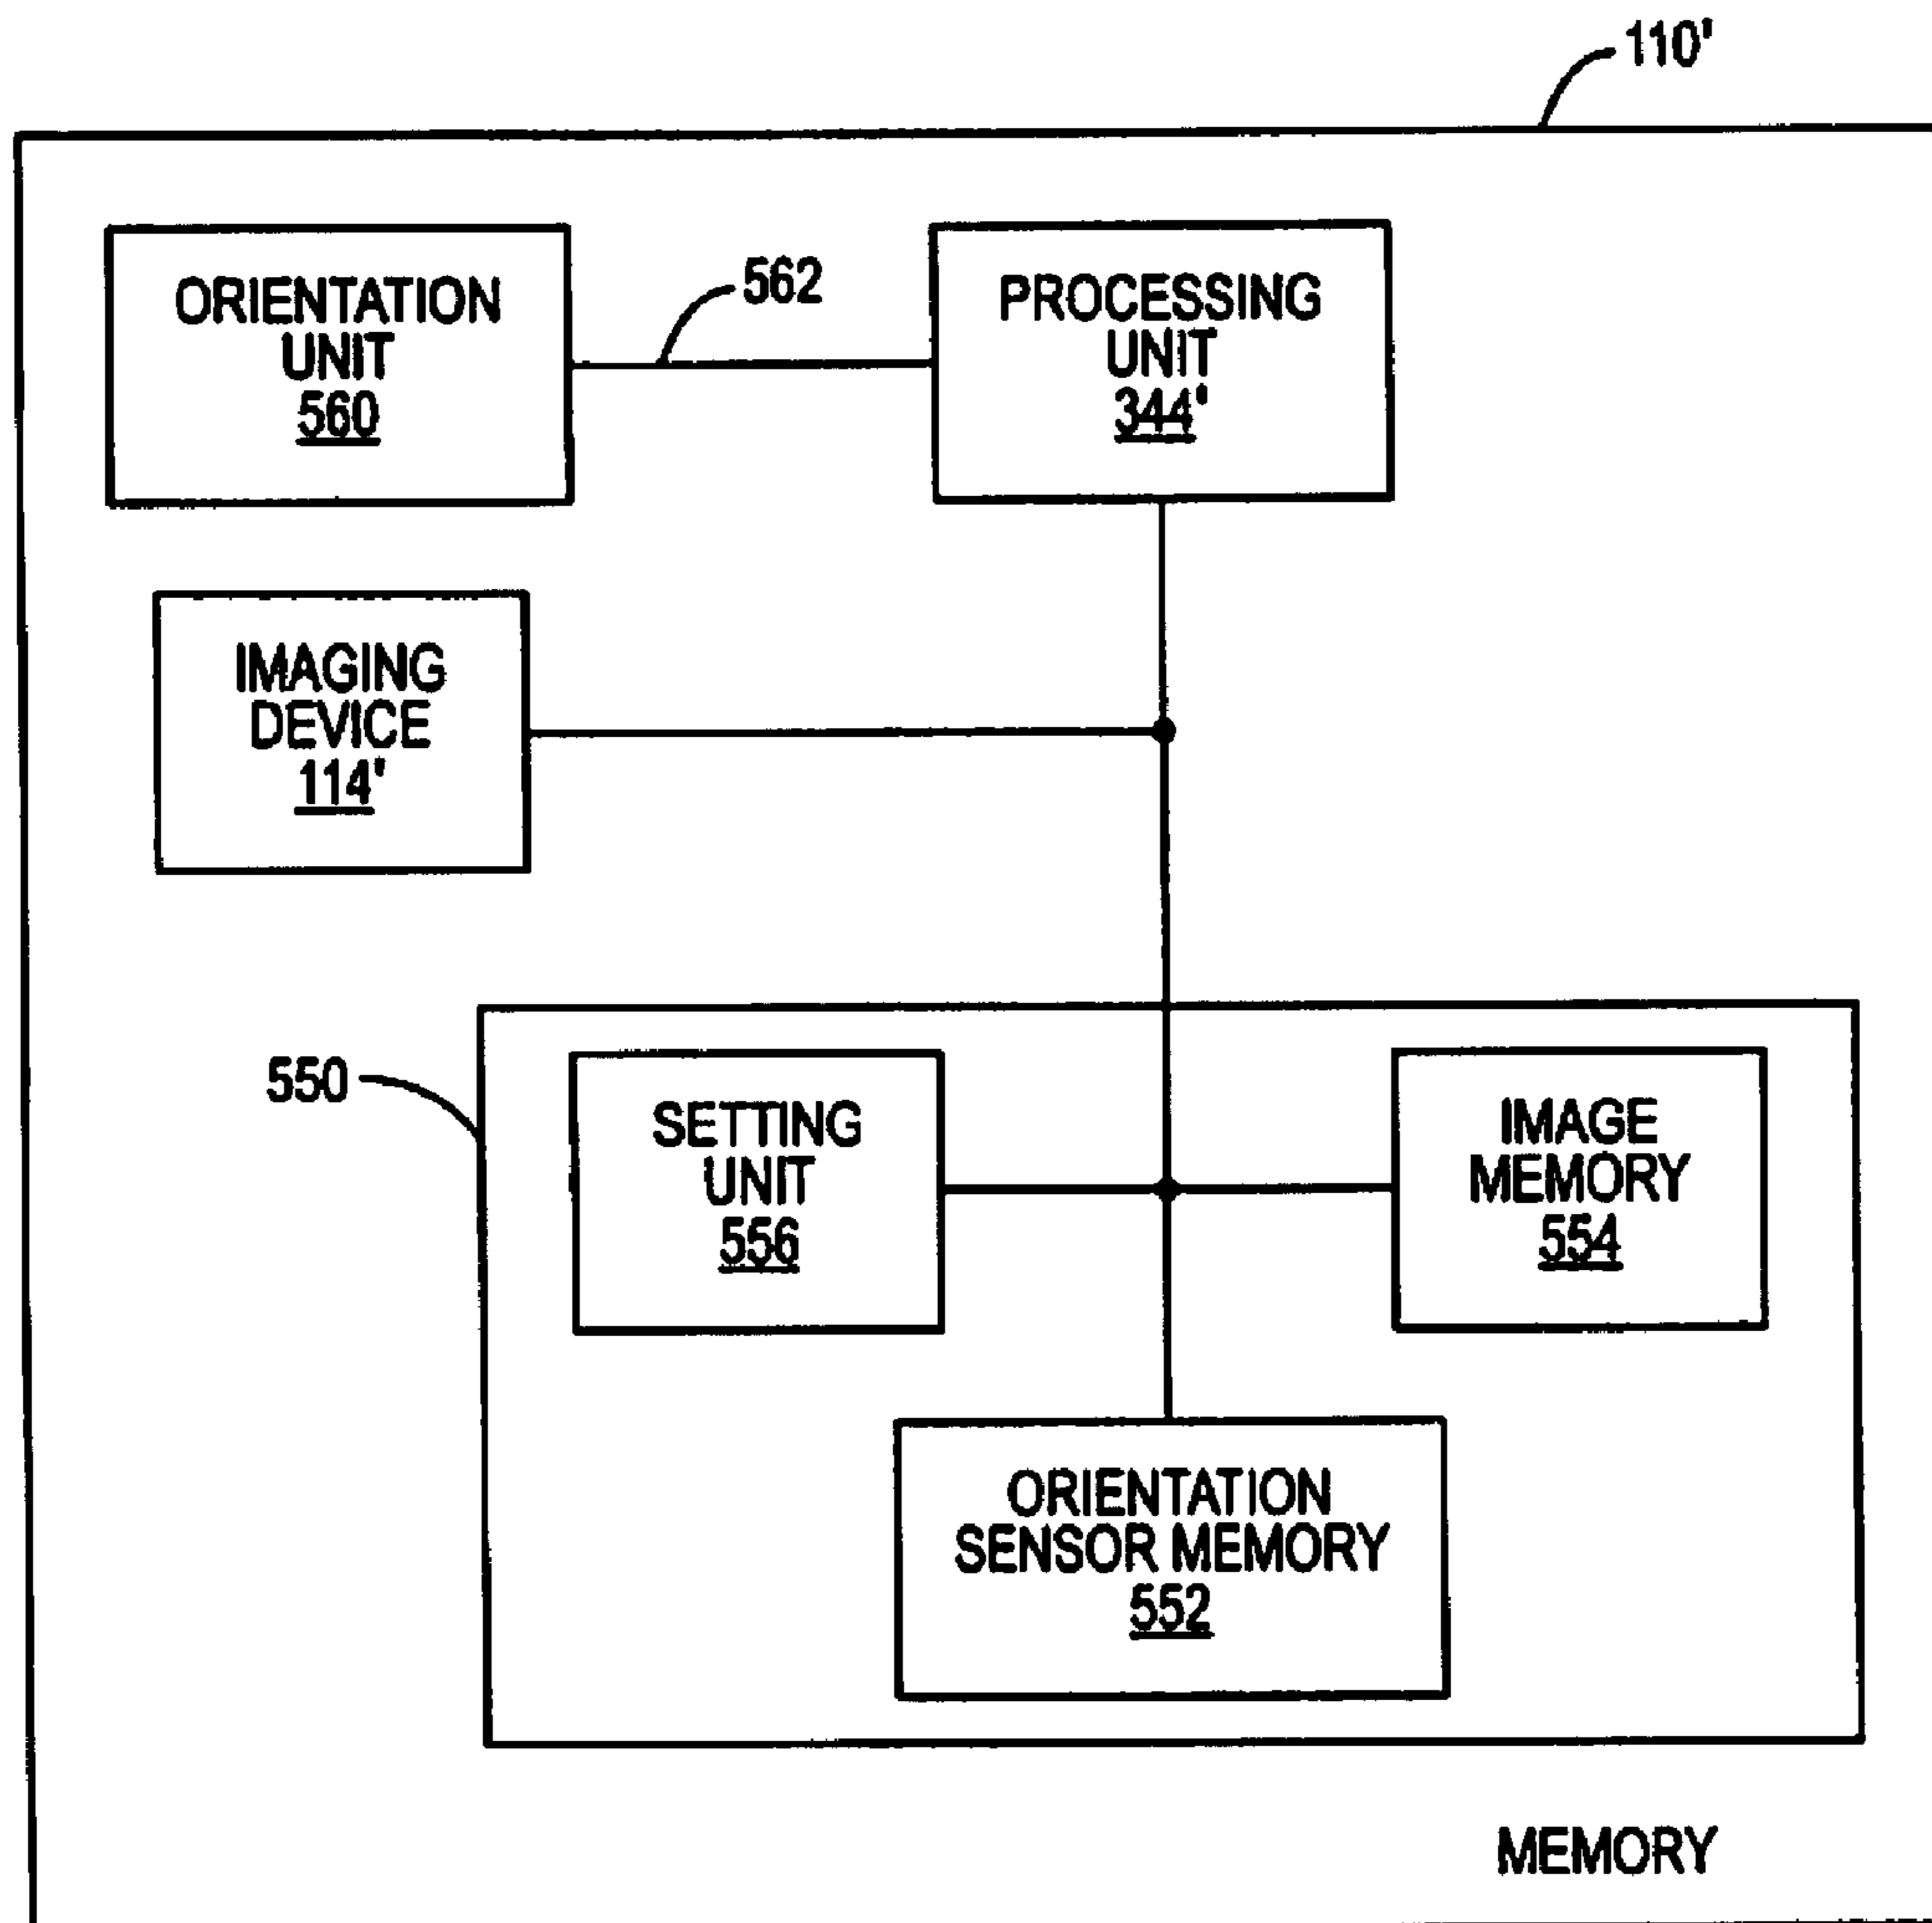 110'
ORIENTATION
UNIT
560
562
PROCESSING
UNIT
344'
IMAGING
DEVICE
114'
550
SETTING
UNIT
556
IMAGE
MEMORY
554
ORIENTATION
SENSOR MEMORY
552
MEMORY